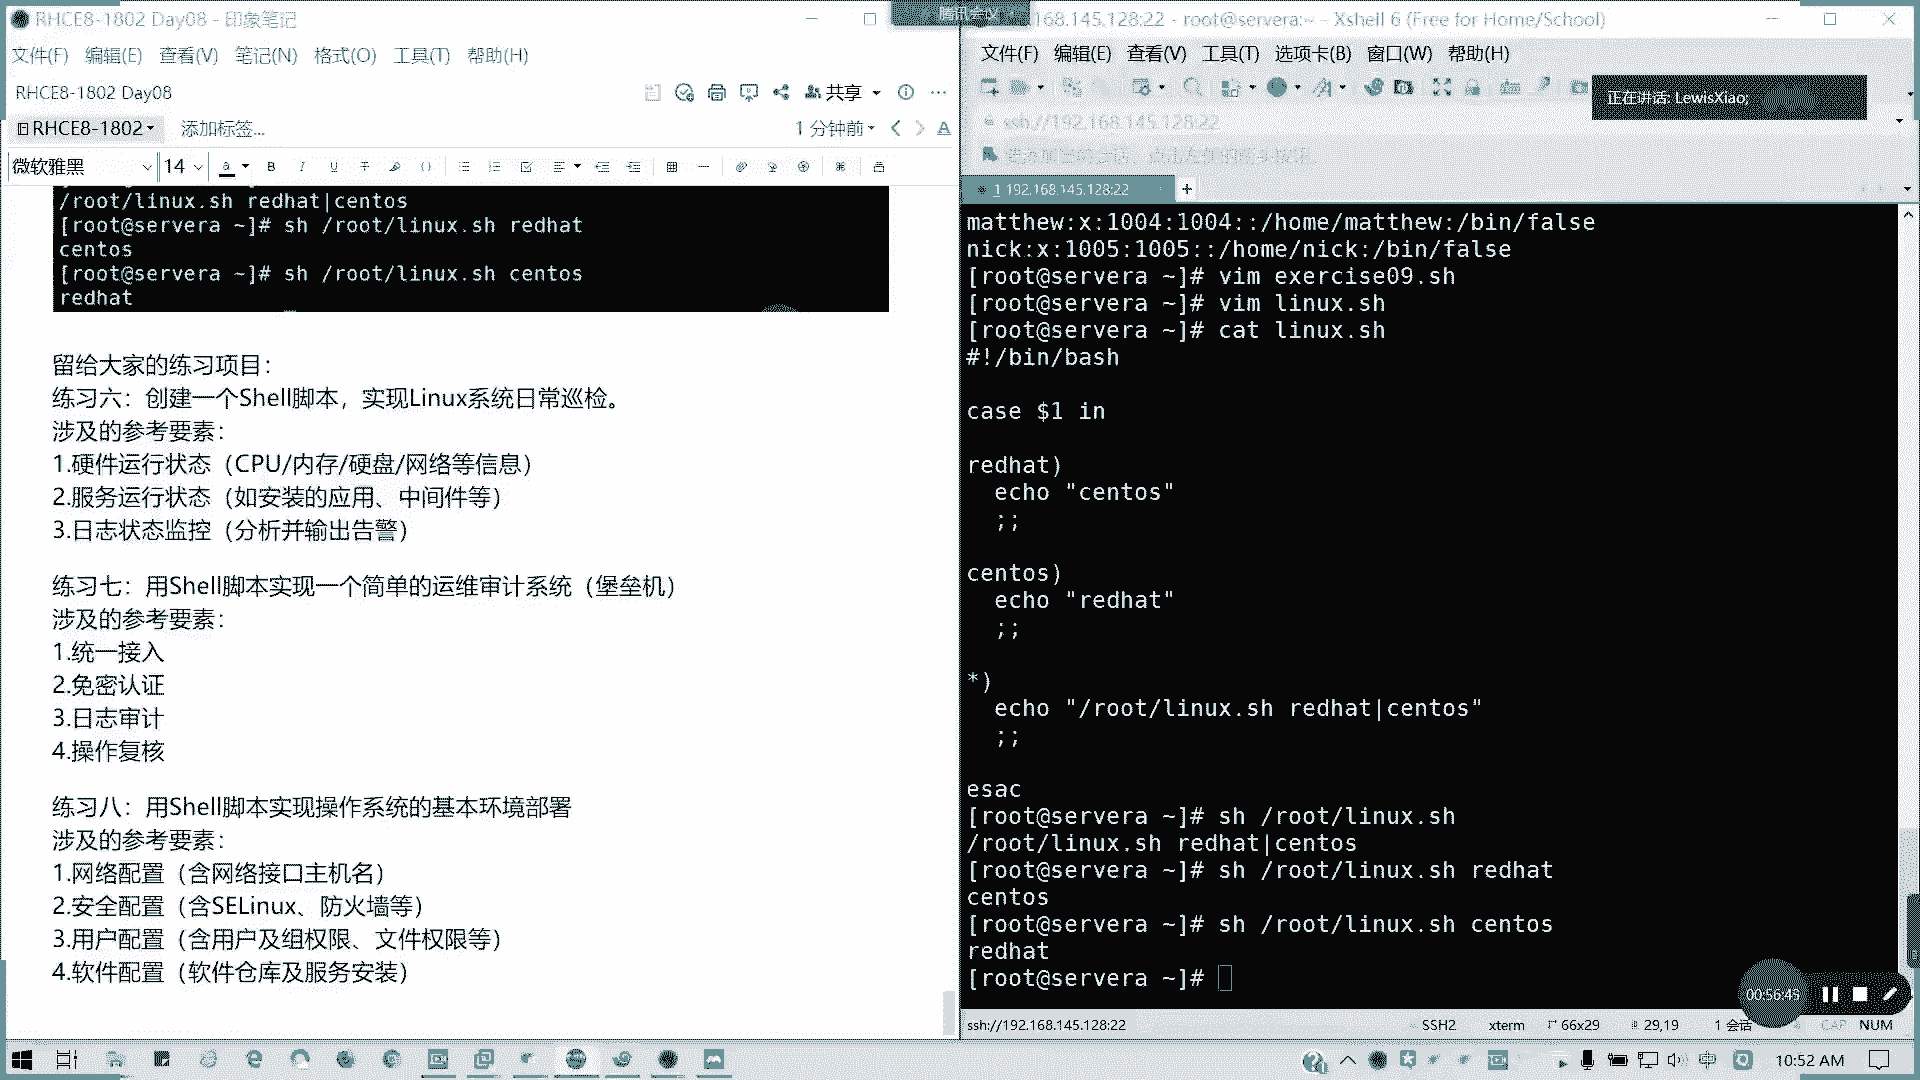 RHCE8-1802 Day08 - 印象笔记
文件(F) 编辑(E) 查看(V) 笔记(N) 格式(O) 工具(T) 帮助(H)
RHCE8-1802 Day08
共享
RHCE8-1802
添加标签...
1 分钟前
微软雅黑 14
/root/linux.sh redhat|centos
[root@servera ~]# sh /root/linux.sh redhat
centos
[root@servera ~]# sh /root/linux.sh centos
redhat
留给大家的练习项目：
练习六：创建一个Shell脚本，实现Linux系统日常巡检。
涉及的参考要素：
1.硬件运行状态（CPU/内存/硬盘/网络等信息）
2.服务运行状态（如安装的应用、中间件等）
3.日志状态监控（分析并输出告警）
练习七：用Shell脚本实现一个简单的运维审计系统（堡垒机）
涉及的参考要素：
1.统一接入
2.免密认证
3.日志审计
4.操作复核
练习八：用Shell脚本实现操作系统的基本环境部署
涉及的参考要素：
1.网络配置（含网络接口主机名）
2.安全配置（含SELinux、防火墙等）
3.用户配置（含用户及组权限、文件权限等）
4.软件配置（软件仓库及服务安装）
腾讯会议
168.145.128:22 - root@servera:~ - Xshell 6 (Free for Home/School)
文件(F) 编辑(E) 查看(V) 工具(T) 选项卡(B) 窗口(W) 帮助(H)
正在讲话: LewisXiao;
ssh://192.168.145.128:22
1 192.168.145.128:22
matthew:x:1004:1004::/home/matthew:/bin/false
nick:x:1005:1005::/home/nick:/bin/false
[root@servera ~]# vim exercise09.sh
[root@servera ~]# vim linux.sh
[root@servera ~]# cat linux.sh
#!/bin/bash
case $1 in
redhat)
echo "centos"
;;
centos)
echo "redhat"
;;
*)
echo "/root/linux.sh redhat|centos"
;;
esac
[root@servera ~]# sh /root/linux.sh
/root/linux.sh redhat|centos
[root@servera ~]# sh /root/linux.sh redhat
centos
[root@servera ~]# sh /root/linux.sh centos
redhat
[root@servera ~]#
00:56:45
ssh://192.168.145.128:22 SSH2 xterm 66x29 29,19 1 会话 CAP NUM
中
10:52 AM